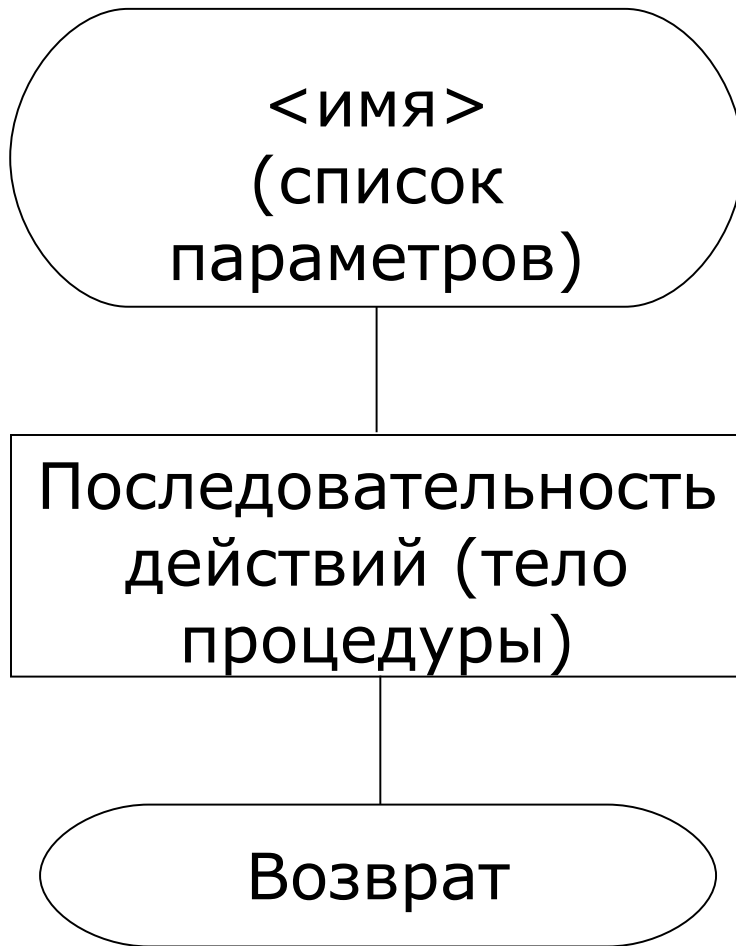 <имя>
(список
параметров)
Последовательность
действий (тело
процедуры)
Возврат